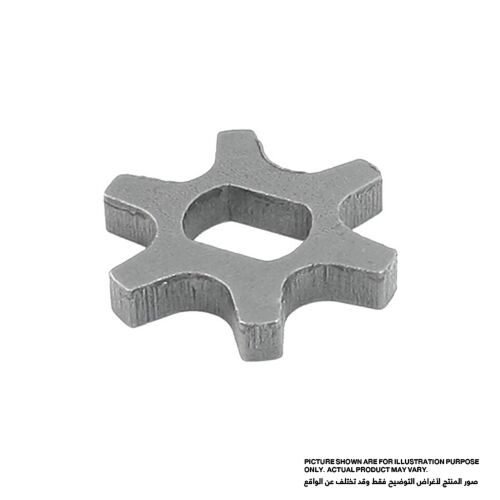 PICTURE SHOWN ARE FOR ILLUSTRATION PURPOSE
ONLY. ACTUAL PRODUCT MAY VARY.
صور المنتج لأغراض التوضيح فقط وقد تختلف عن الواقع